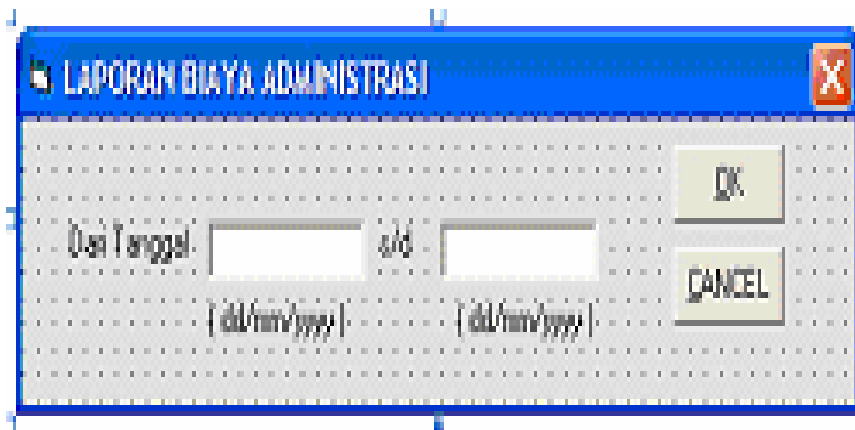 LAPORAN BIAYA ADMINISTRASI
OK
Dari Tanggal s/d
CANCEL
( dd/mm/yyyy ) ( dd/mm/yyyy )